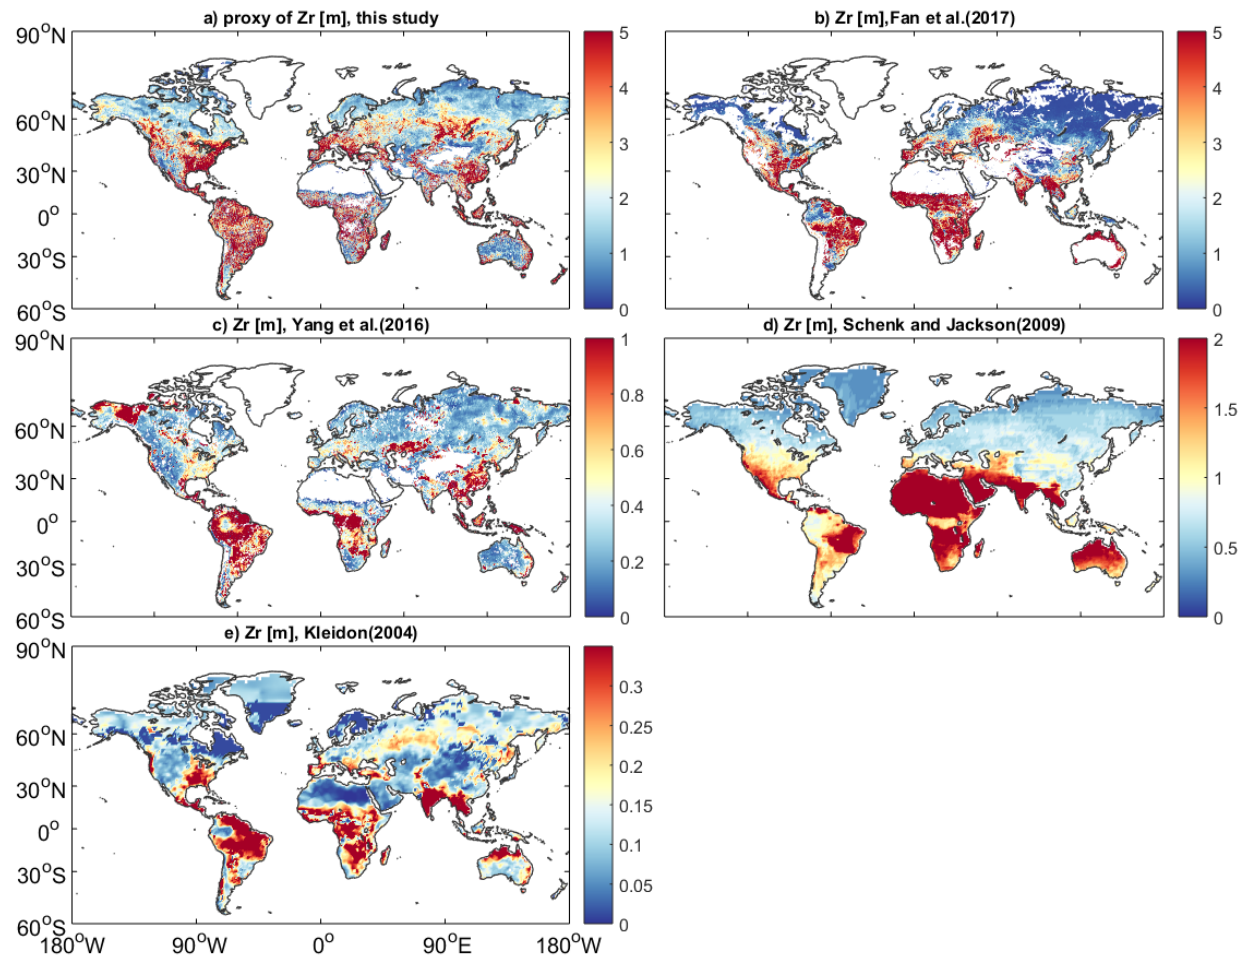 a) proxy of Zr [m], this study
90°N
60°N
30°N
0°
30°S
60°S
5
4
3
2
1
0
b) Zr [m],Fan et al.(2017)
5
4
3
2
1
0
c) Zr [m], Yang et al.(2016)
90°N
60°N
30°N
0°
30°S
60°S
1
0.8
0.6
0.4
0.2
0
d) Zr [m], Schenk and Jackson(2009)
2
1.5
1
0.5
0
e) Zr [m], Kleidon(2004)
90°N
60°N
30°N
0°
30°S
60°S
180°W
90°W
0°
90°E
180°W
0.3
0.25
0.2
0.15
0.1
0.05
0